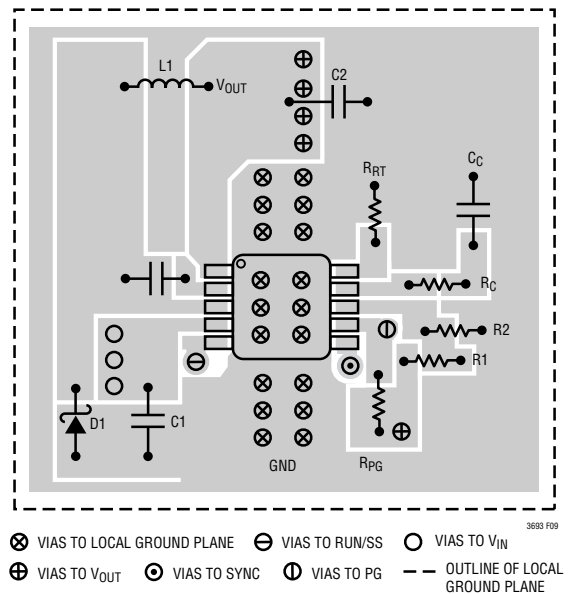 L1
VOUT
C2
RRT
CC
RC
R2
R1
D1
C1
GND
RPG
3693 F09
VIAS TO LOCAL GROUND PLANE
VIAS TO RUN/SS
VIAS TO VIN
VIAS TO VOUT
VIAS TO SYNC
VIAS TO PG
OUTLINE OF LOCAL
GROUND PLANE